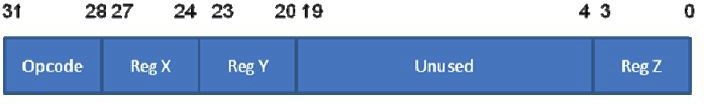 31 28 27 24 23 20 19 4 3 0
Opcode Reg X Reg Y Unused Reg Z